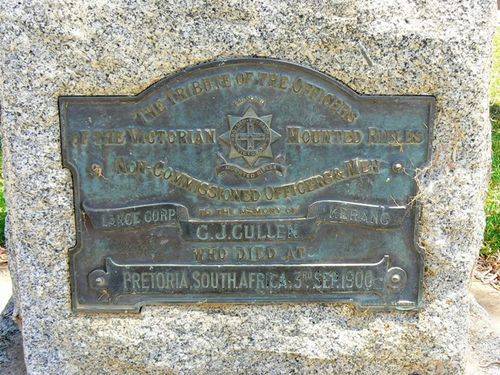 THE TRIBUTE OF THE OFFICERS
OF THE VICTORIAN MOUNTED RIFLES
NON-COMMISSIONED OFFICERS & MEN
TO THE MEMORY OF
LANCE CORP. KERANG
C.J. CULLEN
WHO DIED AT
PRETORIA, SOUTH AFRICA, 3RD SEP. 1900